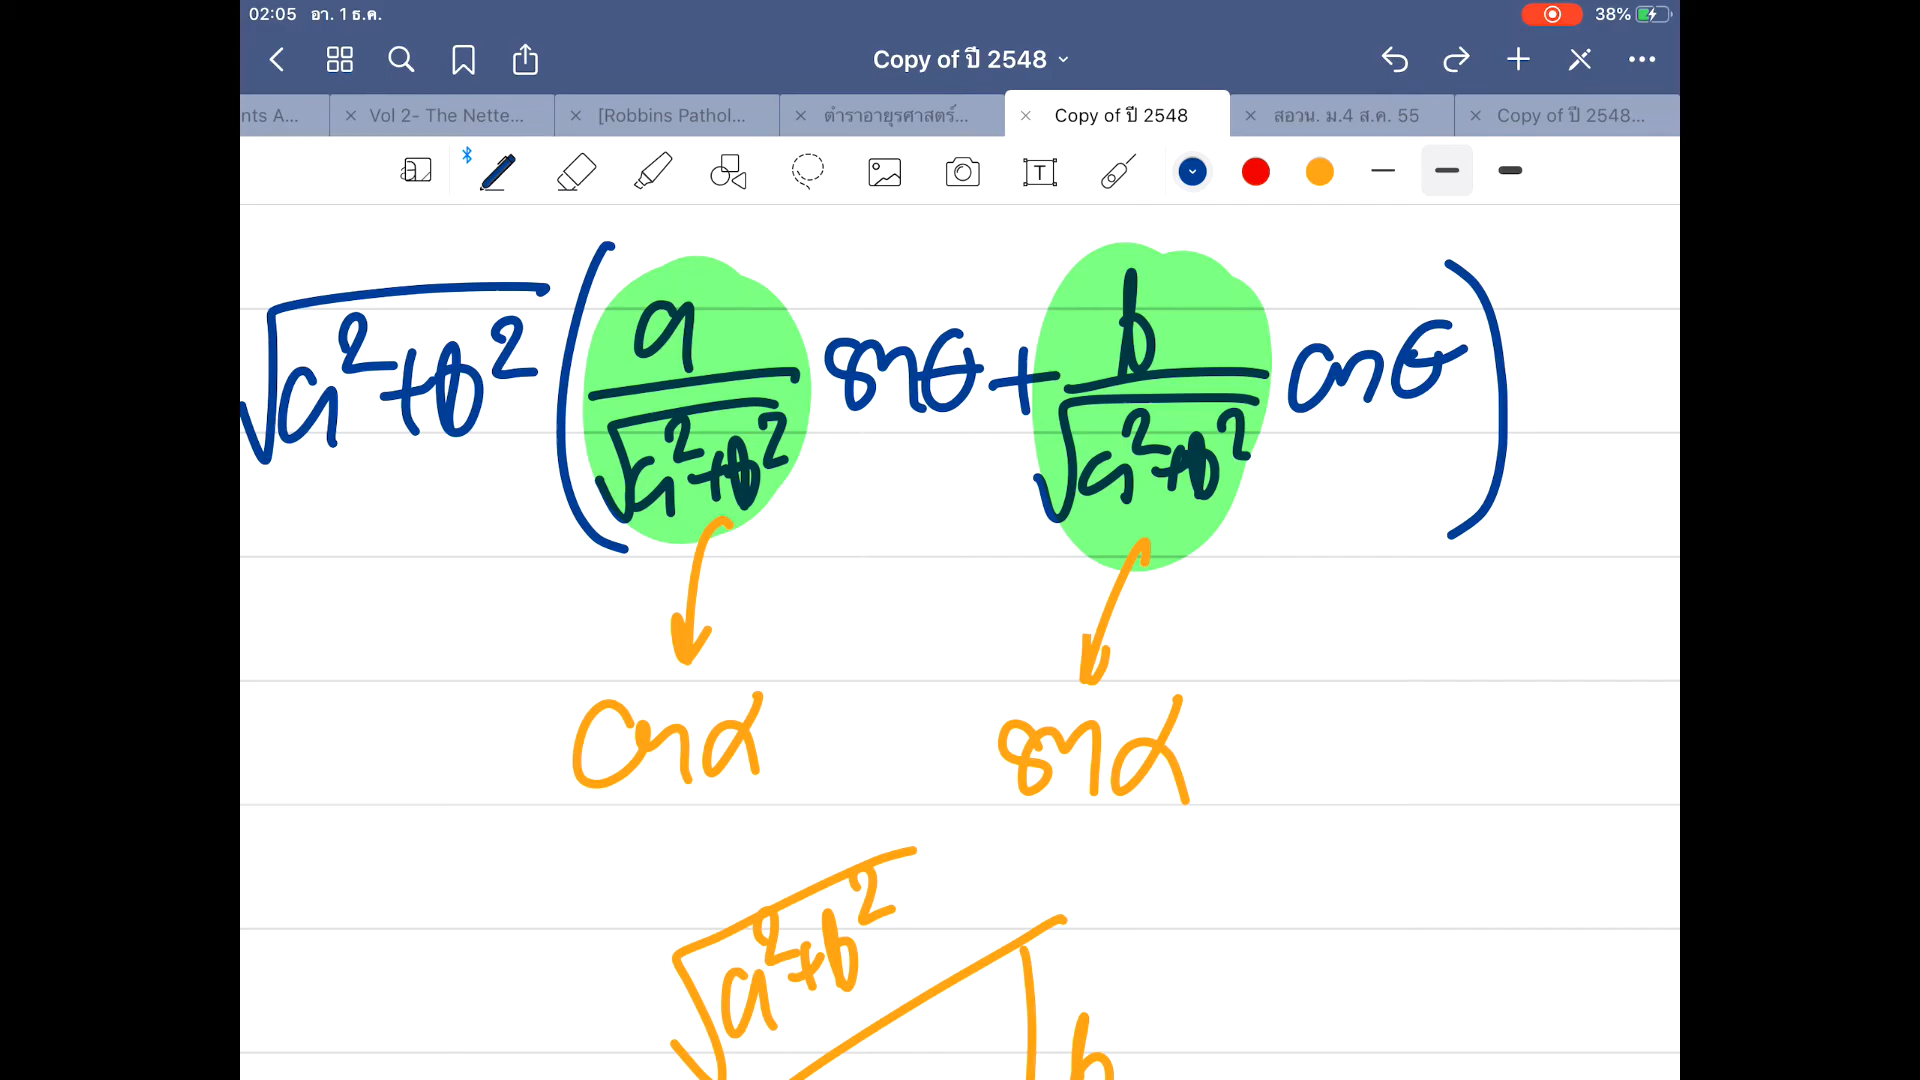 02:05 อา. 1 ธ.ค. 38%
Copy of ปี 2548
nts A... Vol 2- The Nette... [Robbins Pathol... ตำราอายุรศาสตร์... Copy of ปี 2548 สอวน. ม.4 ส.ค. 55 Copy of ปี 2548...
√a²+b² ( a/√a²+b² sinθ + b/√a²+b² cosθ )
cosα sinα
√a²+b²
b